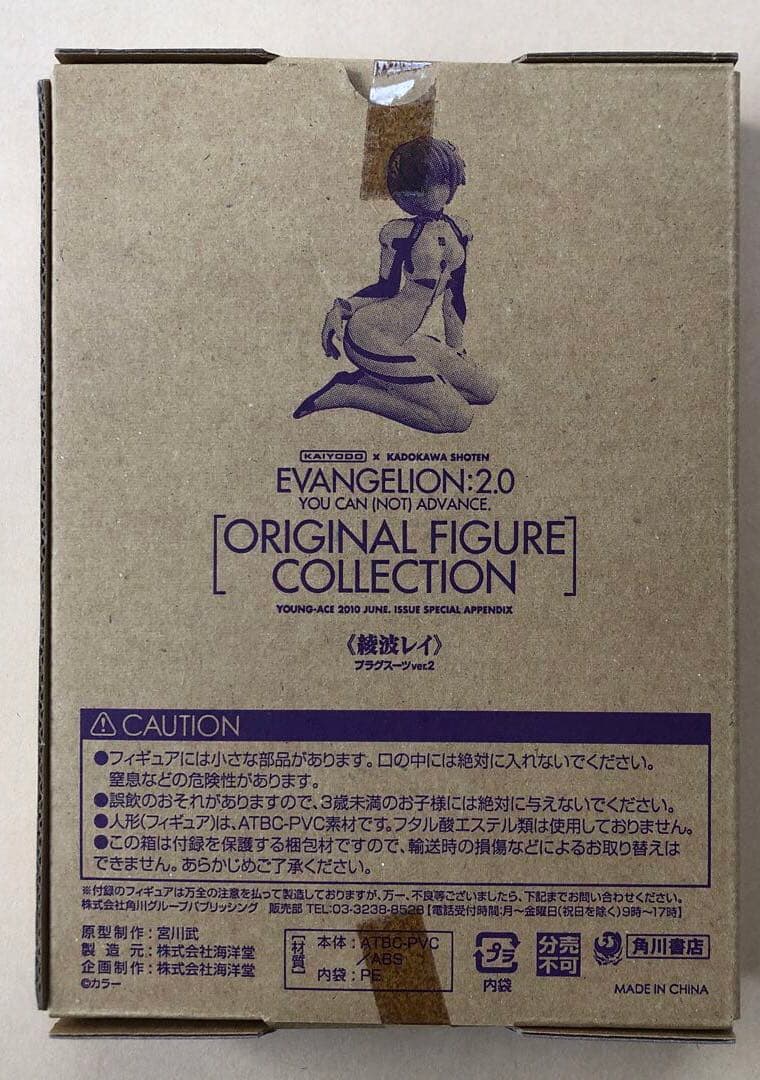 KAIYODO × KADOKAWA SHOTEN
EVANGELION:2.0
YOU CAN (NOT) ADVANCE.
[ORIGINAL FIGURE
COLLECTION]
YOUNG-ACE 2010 JUNE. ISSUE SPECIAL APPENDIX
《綾波レイ》
プラグスーツver.2
⚠CAUTION
●フィギュアには小さな部品があります。口の中には絶対に入れないでください。
窒息などの危険性があります。
●誤飲のおそれがありますので、3歳未満のお子様には絶対に与えないでください。
●人形(フィギュア)は、ATBC-PVC素材です。フタル酸エステル類は使用しておりません。
●この箱は付録を保護する梱包材ですので、輸送時の損傷などによるお取り替えは
できません。あらかじめご了承ください。
※付録のフィギュアは万全の注意を払って製造しておりますが、万一、不良等ございましたら、下記までお問い合わせください。
株式会社角川グループパブリッシング 販売部 TEL:03-3238-8528【電話受付時間:月~金曜日(祝日を除く)9時~17時】
原型制作:宮川武
製造元:株式会社海洋堂
企画制作:株式会社海洋堂
©カラー
【材質】
本体:ATBC-PVC
/ABS
内袋:PE
プラ
内袋
分売
不可
角川書店
MADE IN CHINA